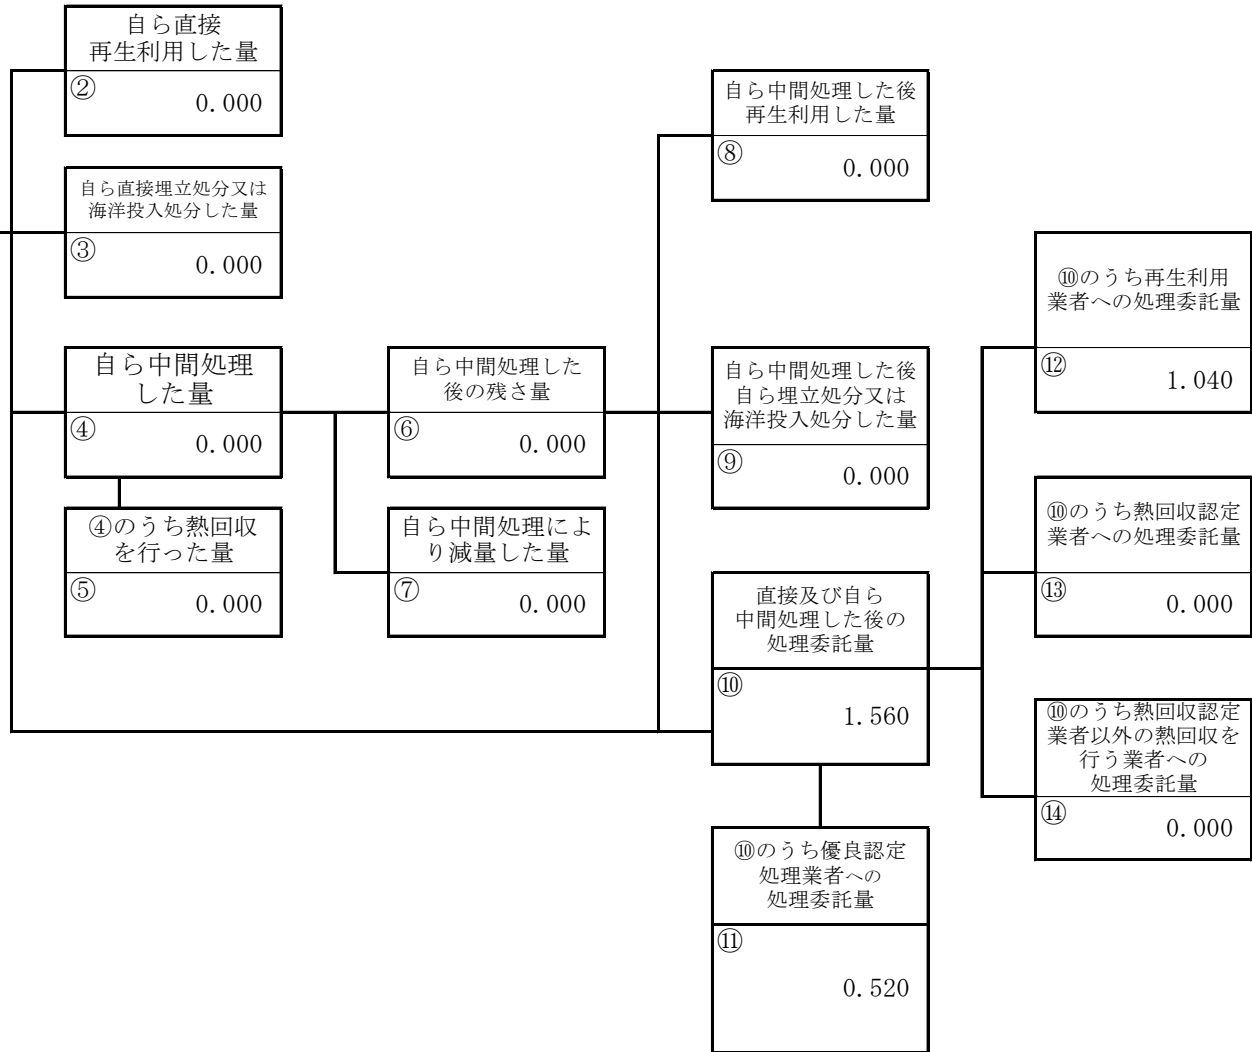 自ら直接
再生利用した量
②
0.000
自ら直接埋立処分又は
海洋投入処分した量
③
0.000
自ら中間処理
した量
④
0.000
④のうち熱回収
を行った量
⑤
0.000
自ら中間処理した
後の残さ量
⑥
0.000
自ら中間処理によ
り減量した量
⑦
0.000
自ら中間処理した後
再生利用した量
⑧
0.000
自ら中間処理した後
自ら埋立処分又は
海洋投入処分した量
⑨
0.000
直接及び自ら
中間処理した後の
処理委託量
⑩
1.560
⑩のうち優良認定
処理業者への
処理委託量
⑪
0.520
⑩のうち再生利用
業者への処理委託量
⑫
1.040
⑩のうち熱回収認定
業者への処理委託量
⑬
0.000
⑩のうち熱回収認定
業者以外の熱回収を
行う業者への
処理委託量
⑭
0.000